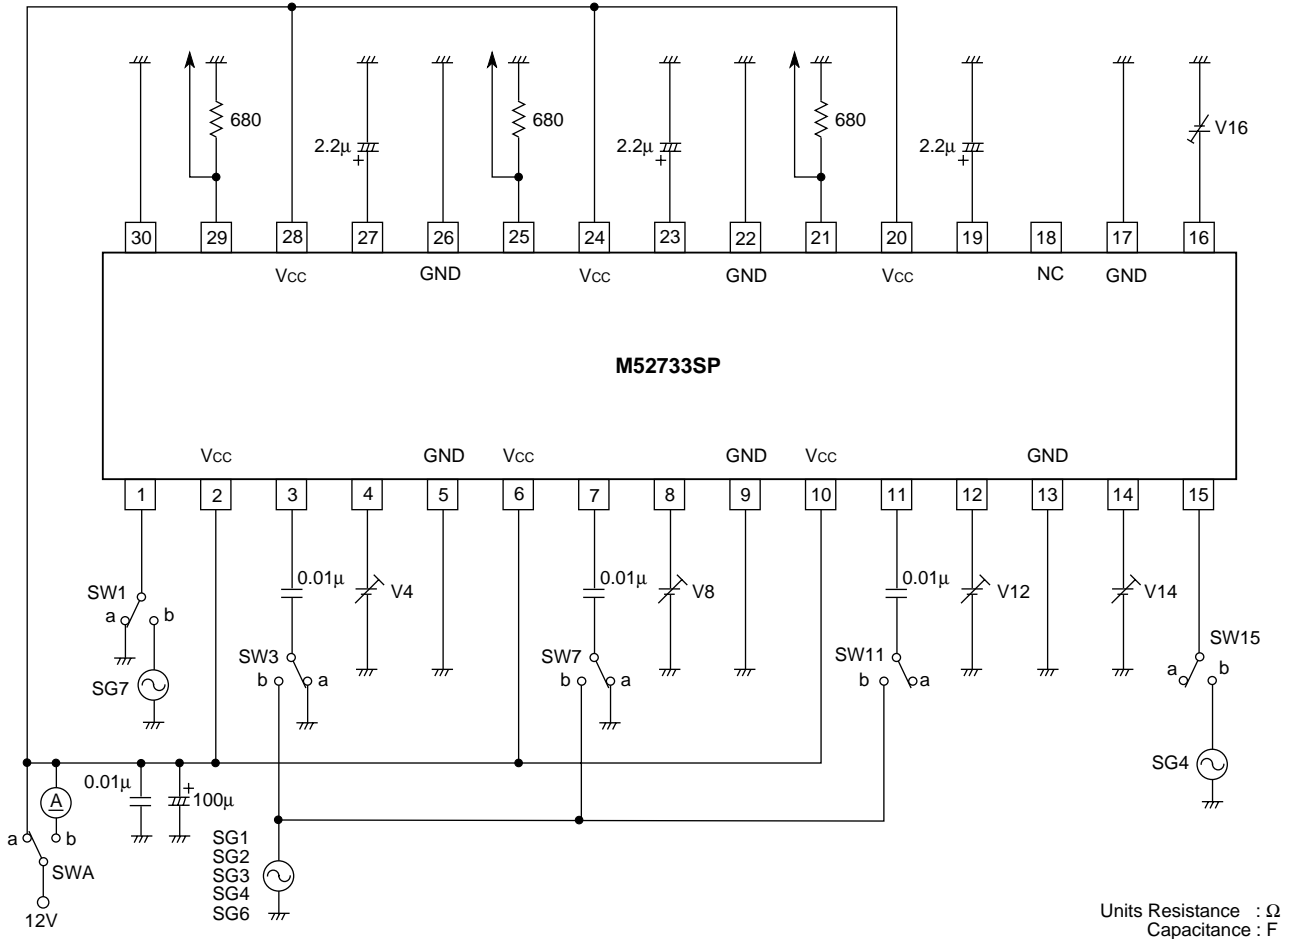 680
2.2μ
+
680
2.2μ
+
680
2.2μ
+
V16
30 29 28 27 26 25 24 23 22 21 20 19 18 17 16
VCC GND VCC GND VCC NC GND
M52733SP
VCC GND VCC GND VCC GND
1 2 3 4 5 6 7 8 9 10 11 12 13 14 15
0.01μ V4 0.01μ V8 0.01μ V12 V14
SW1
a b
SG7
SW3
b a
SW7
b a
SW11
b a
SW15
a b
SG4
0.01μ
+
100μ
A
a b
SWA
12V
SG1
SG2
SG3
SG4
SG6
Units Resistance : Ω
Capacitance : F